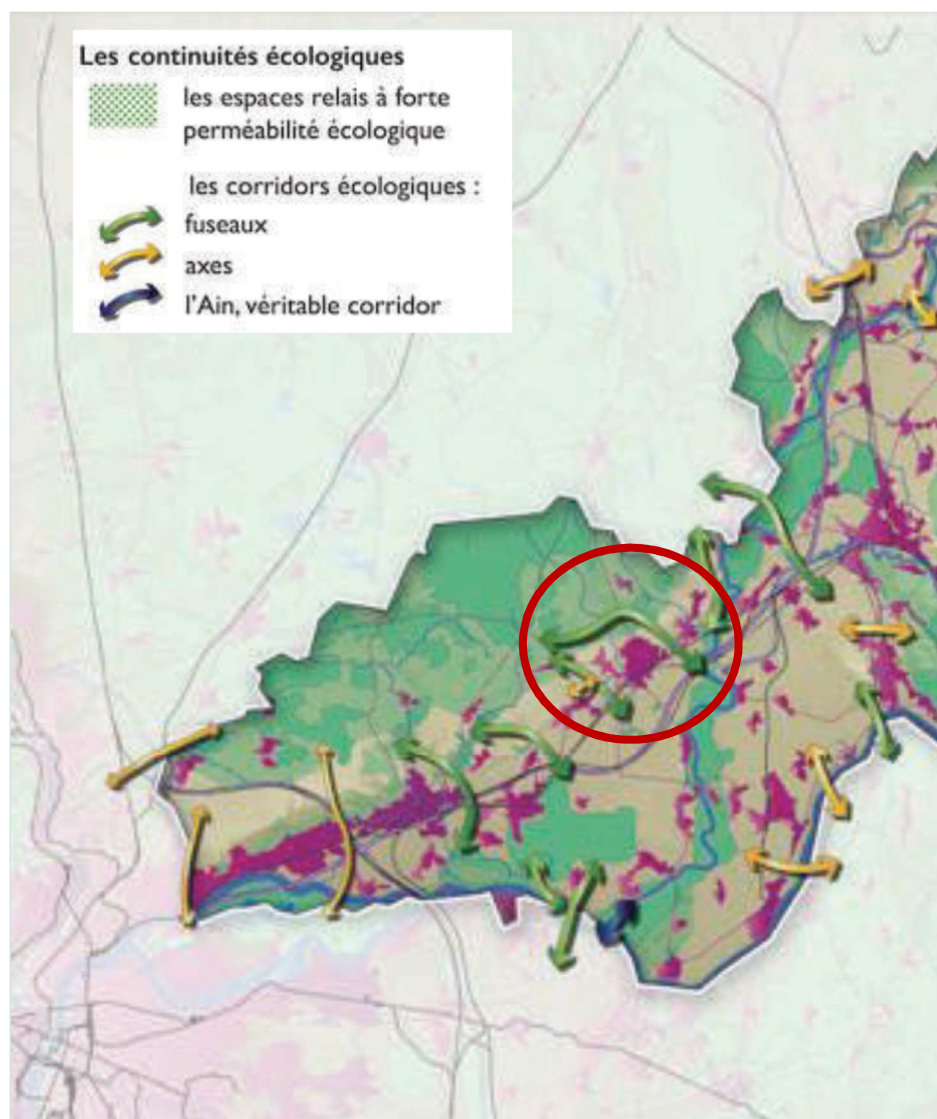 Les continuités écologiques
les espaces relais à forte
perméabilité écologique
les corridors écologiques :
fuseaux
axes
l'Ain, véritable corridor